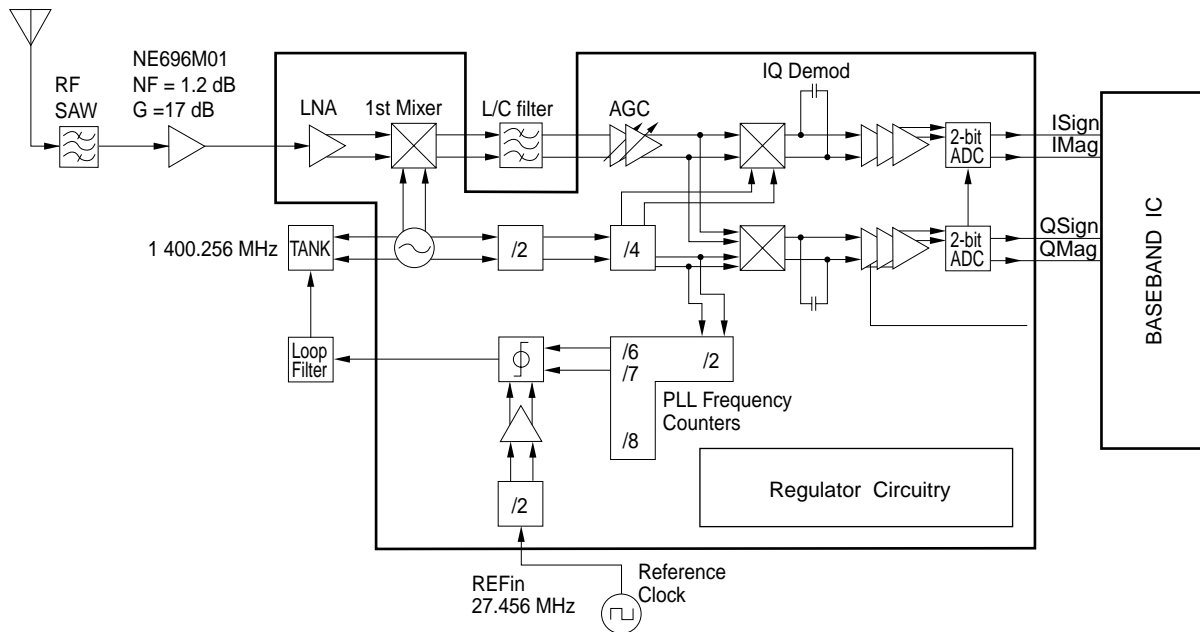 NE696M01
NF = 1.2 dB
G =17 dB
RF
SAW
LNA
1st Mixer
L/C filter
AGC
IQ Demod
2-bit
ADC
ISign
IMag
1 400.256 MHz
TANK
/2
/4
2-bit
ADC
QSign
QMag
BASEBAND IC
Loop
Filter
/6
/7
/2
/8
PLL Frequency
Counters
/2
Regulator Circuitry
REFin
27.456 MHz
Reference
Clock